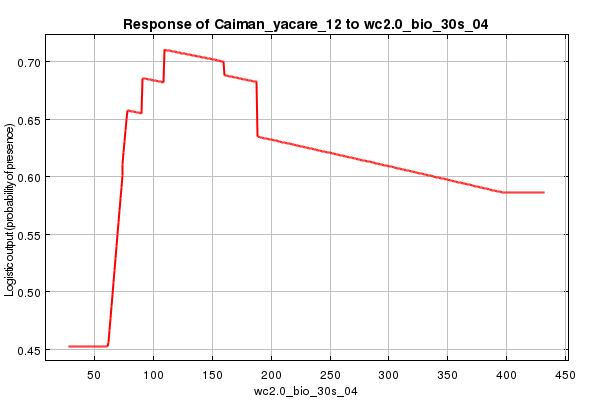 Response of Caiman_yacare_12 to wc2.0_bio_30s_04
Logistic output (probability of presence)
0.70
0.65
0.60
0.55
0.50
0.45
50 100 150 200 250 300 350 400 450
wc2.0_bio_30s_04